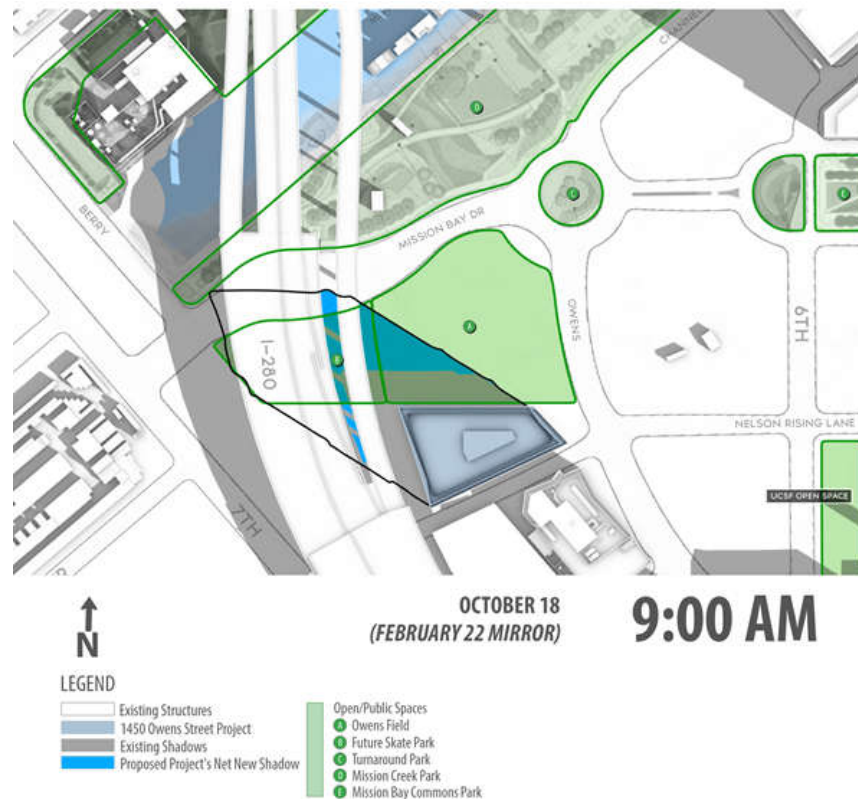 CHANNEL
D
C
E
BERRY
MISSION BAY DR
OWENS
6TH
A
B
I-280
NELSON RISING LANE
UCSF OPEN SPACE
7TH
N
OCTOBER 18
(FEBRUARY 22 MIRROR)
9:00 AM
LEGEND
Existing Structures
1450 Owens Street Project
Existing Shadows
Proposed Project's Net New Shadow
Open/Public Spaces
A Owens Field
B Future Skate Park
C Turnaround Park
D Mission Creek Park
E Mission Bay Commons Park